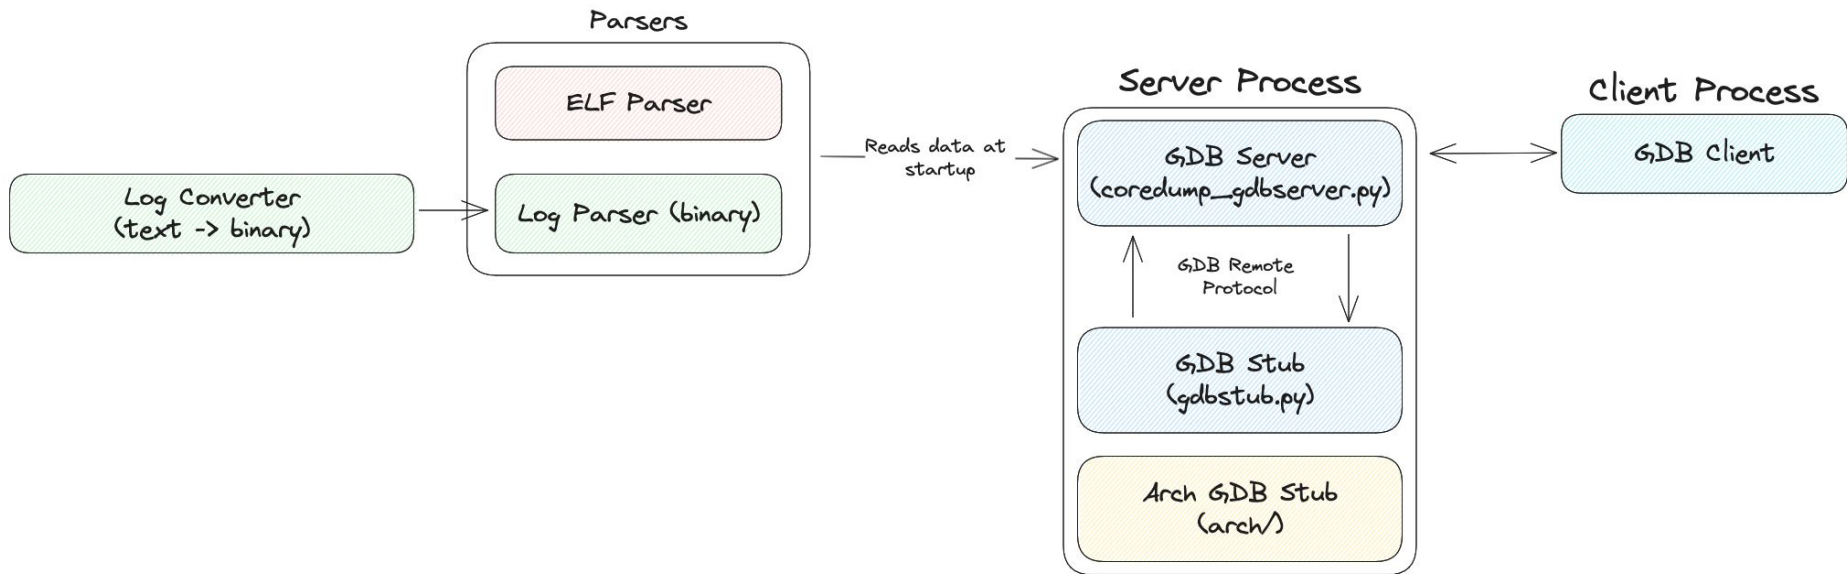 Parsers
ELF Parser
Log Converter
(text -> binary)
Log Parser (binary)
Reads data at
startup
Server Process
GDB Server
(coredump_gdbserver.py)
GDB Remote
Protocol
GDB Stub
(gdbstub.py)
Arch GDB Stub
(arch/)
Client Process
GDB Client